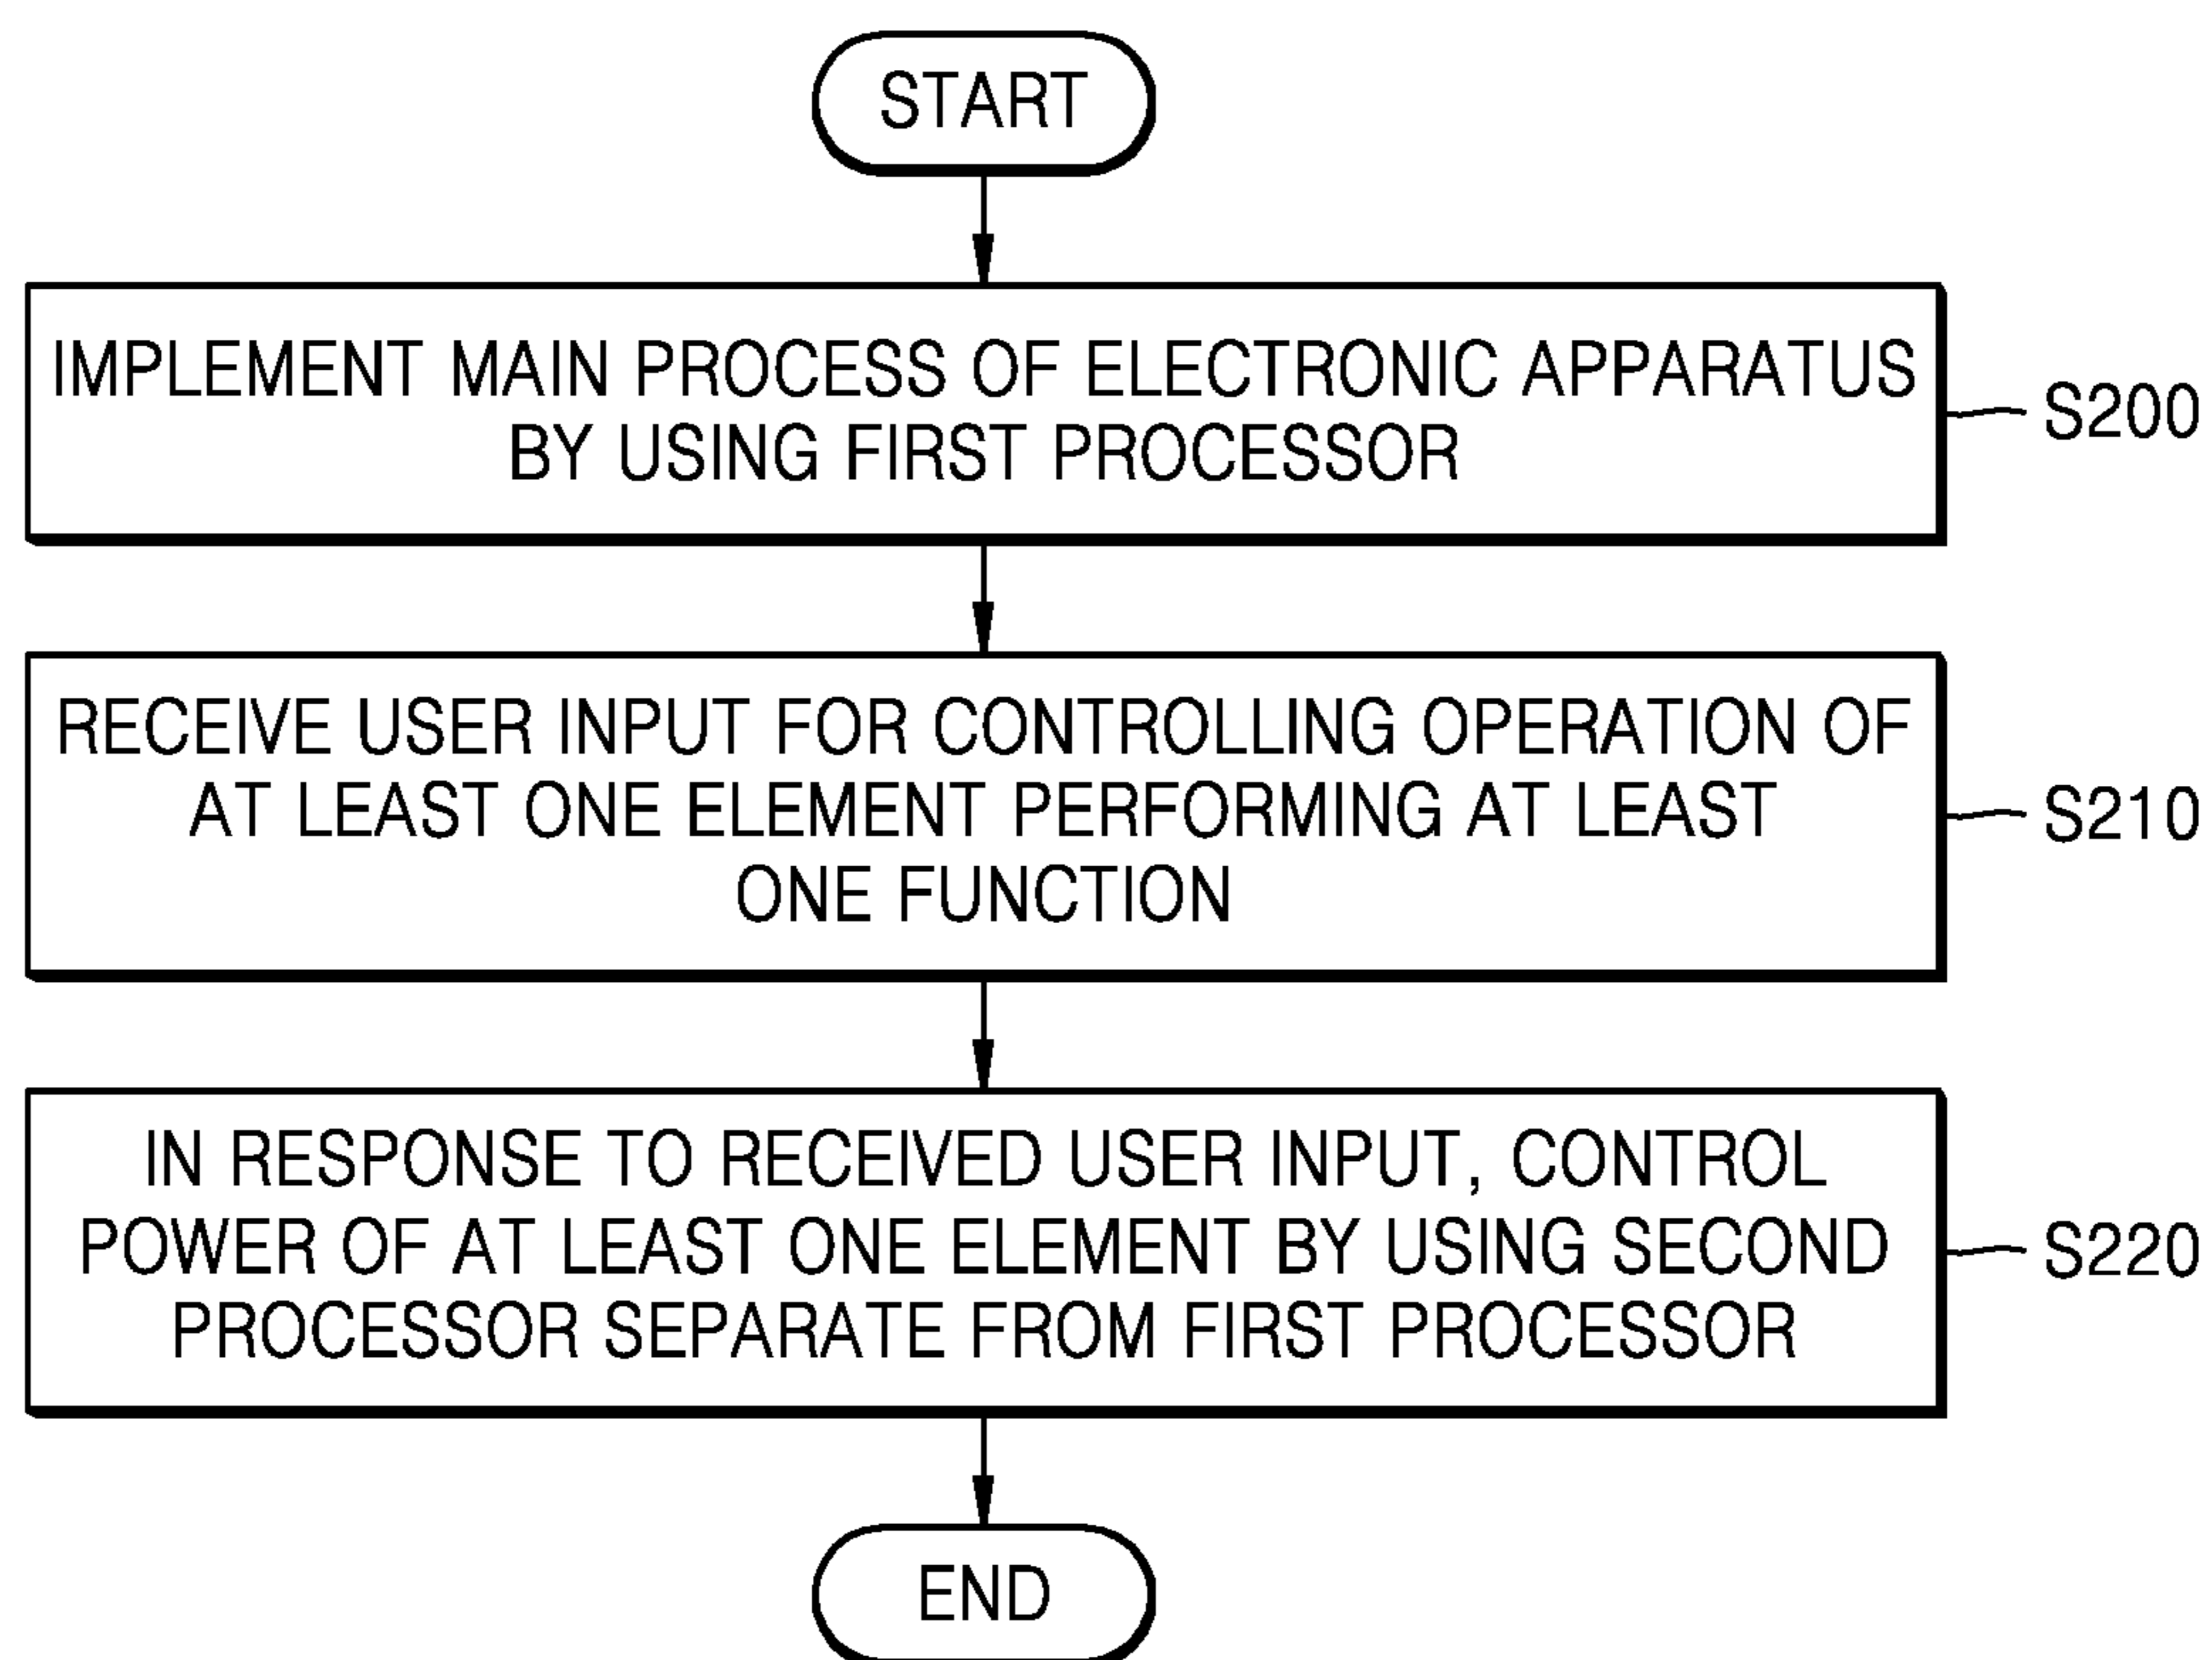 START
IMPLEMENT MAIN PROCESS OF ELECTRONIC APPARATUS
BY USING FIRST PROCESSOR
S200
RECEIVE USER INPUT FOR CONTROLLING OPERATION OF
AT LEAST ONE ELEMENT PERFORMING AT LEAST
ONE FUNCTION
S210
IN RESPONSE TO RECEIVED USER INPUT, CONTROL
POWER OF AT LEAST ONE ELEMENT BY USING SECOND
PROCESSOR SEPARATE FROM FIRST PROCESSOR
S220
END